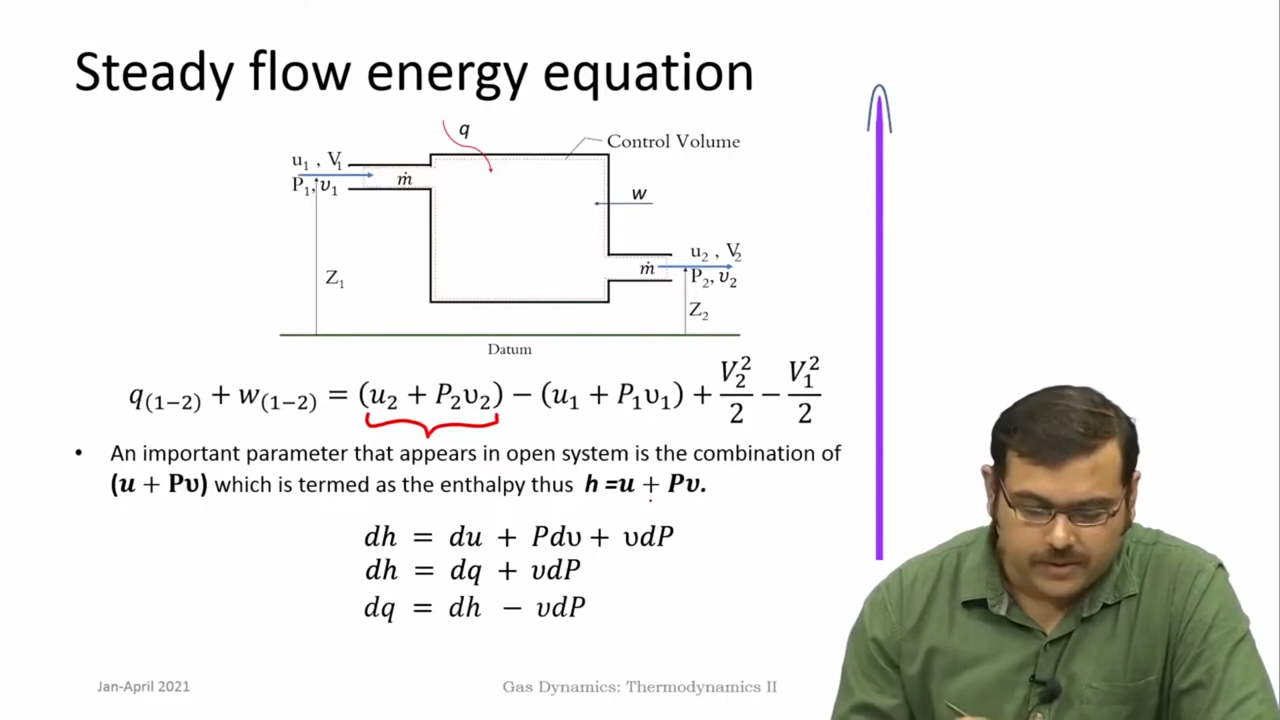 Steady flow energy equation
q
Control Volume
u₁ , V₁
P₁, υ₁
ṁ
w
u₂ , V₂
ṁ
P₂, υ₂
Z₁
Z₂
Datum
q₍₁₋₂₎ + w₍₁₋₂₎ = (u₂ + P₂υ₂) − (u₁ + P₁υ₁) + V₂²/2 − V₁²/2
• An important parameter that appears in open system is the combination of
(u + Pυ) which is termed as the enthalpy thus h =u + Pυ.
dh = du + Pdυ + υdP
dh = dq + υdP
dq = dh − υdP
Jan-April 2021
Gas Dynamics: Thermodynamics II